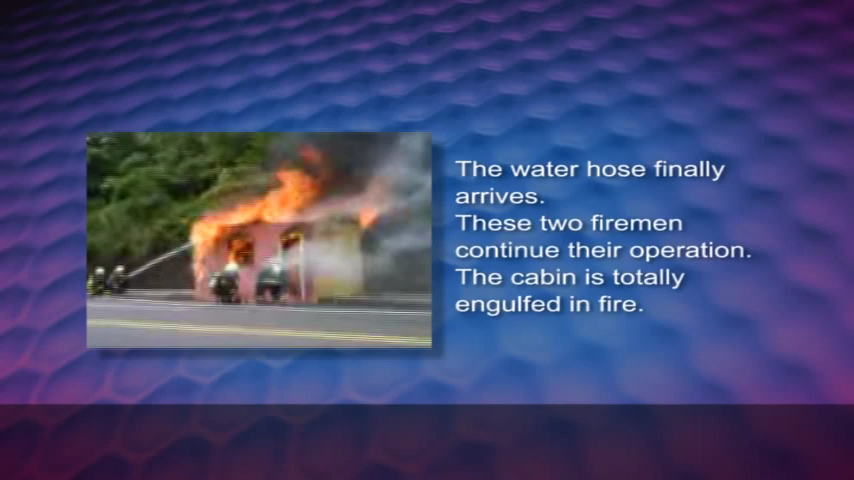 The water hose finally
arrives.
These two firemen
continue their operation.
The cabin is totally
engulfed in fire.